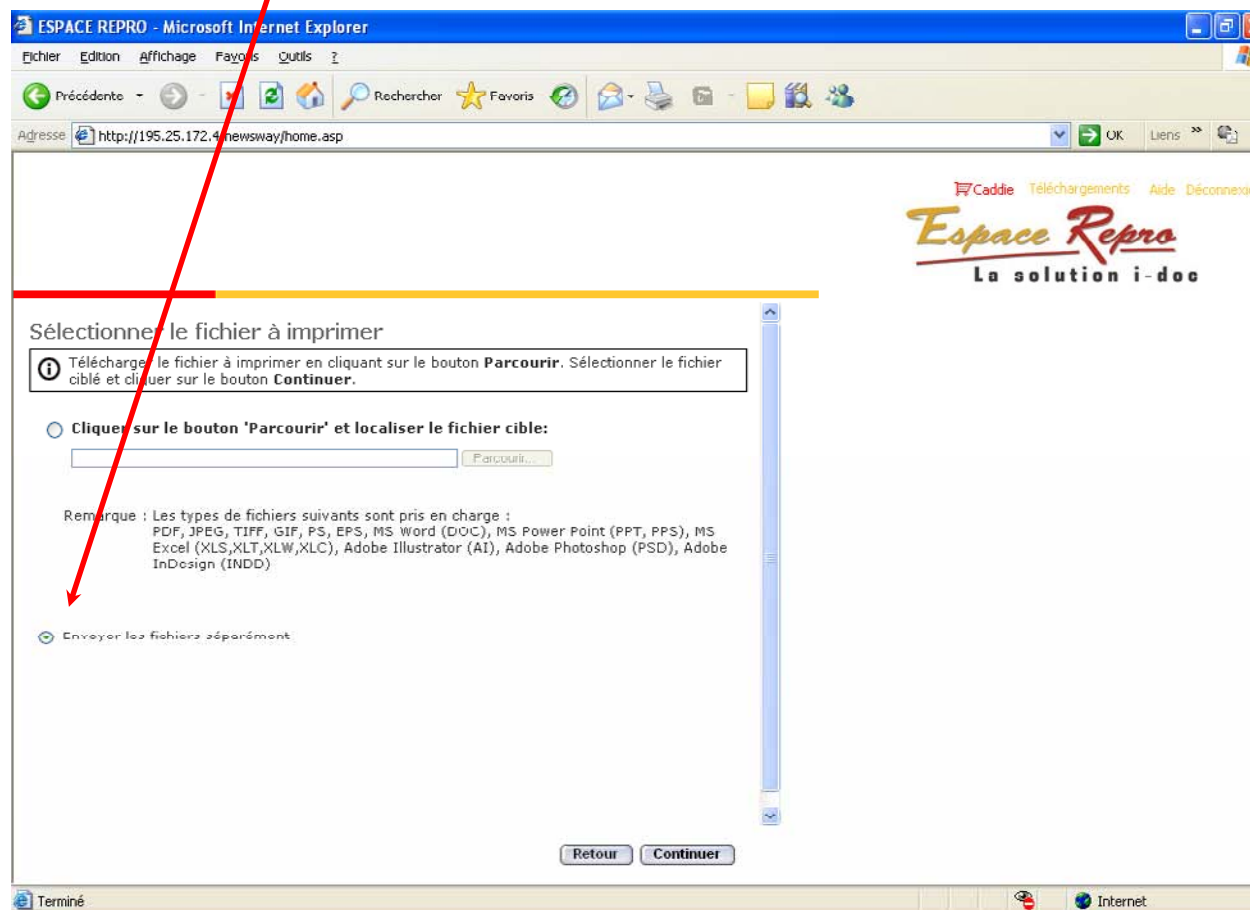 ESPACE REPRO - Microsoft Internet Explorer
Fichier Edition Affichage Favoris Outils ?
Précédente Rechercher Favoris
Adresse http://195.25.172.4/newsway/home.asp OK Liens »
Caddie Téléchargements Aide
Espace Repro
La solution i-doc
Sélectionner le fichier à imprimer
Télécharger le fichier à imprimer en cliquant sur le bouton Parcourir. Sélectionner le fichier
ciblé et cliquer sur le bouton Continuer.
Cliquer sur le bouton 'Parcourir' et localiser le fichier cible:
Parcourir...
Remarque : Les types de fichiers suivants sont pris en charge :
PDF, JPEG, TIFF, GIF, PS, EPS, MS Word (DOC), MS Power Point (PPT, PPS), MS
Excel (XLS,XLT,XLW,XLC), Adobe Illustrator (AI), Adobe Photoshop (PSD), Adobe
InDesign (INDD)
Envoyer les fichiers séparément
Retour Continuer
Terminé Internet